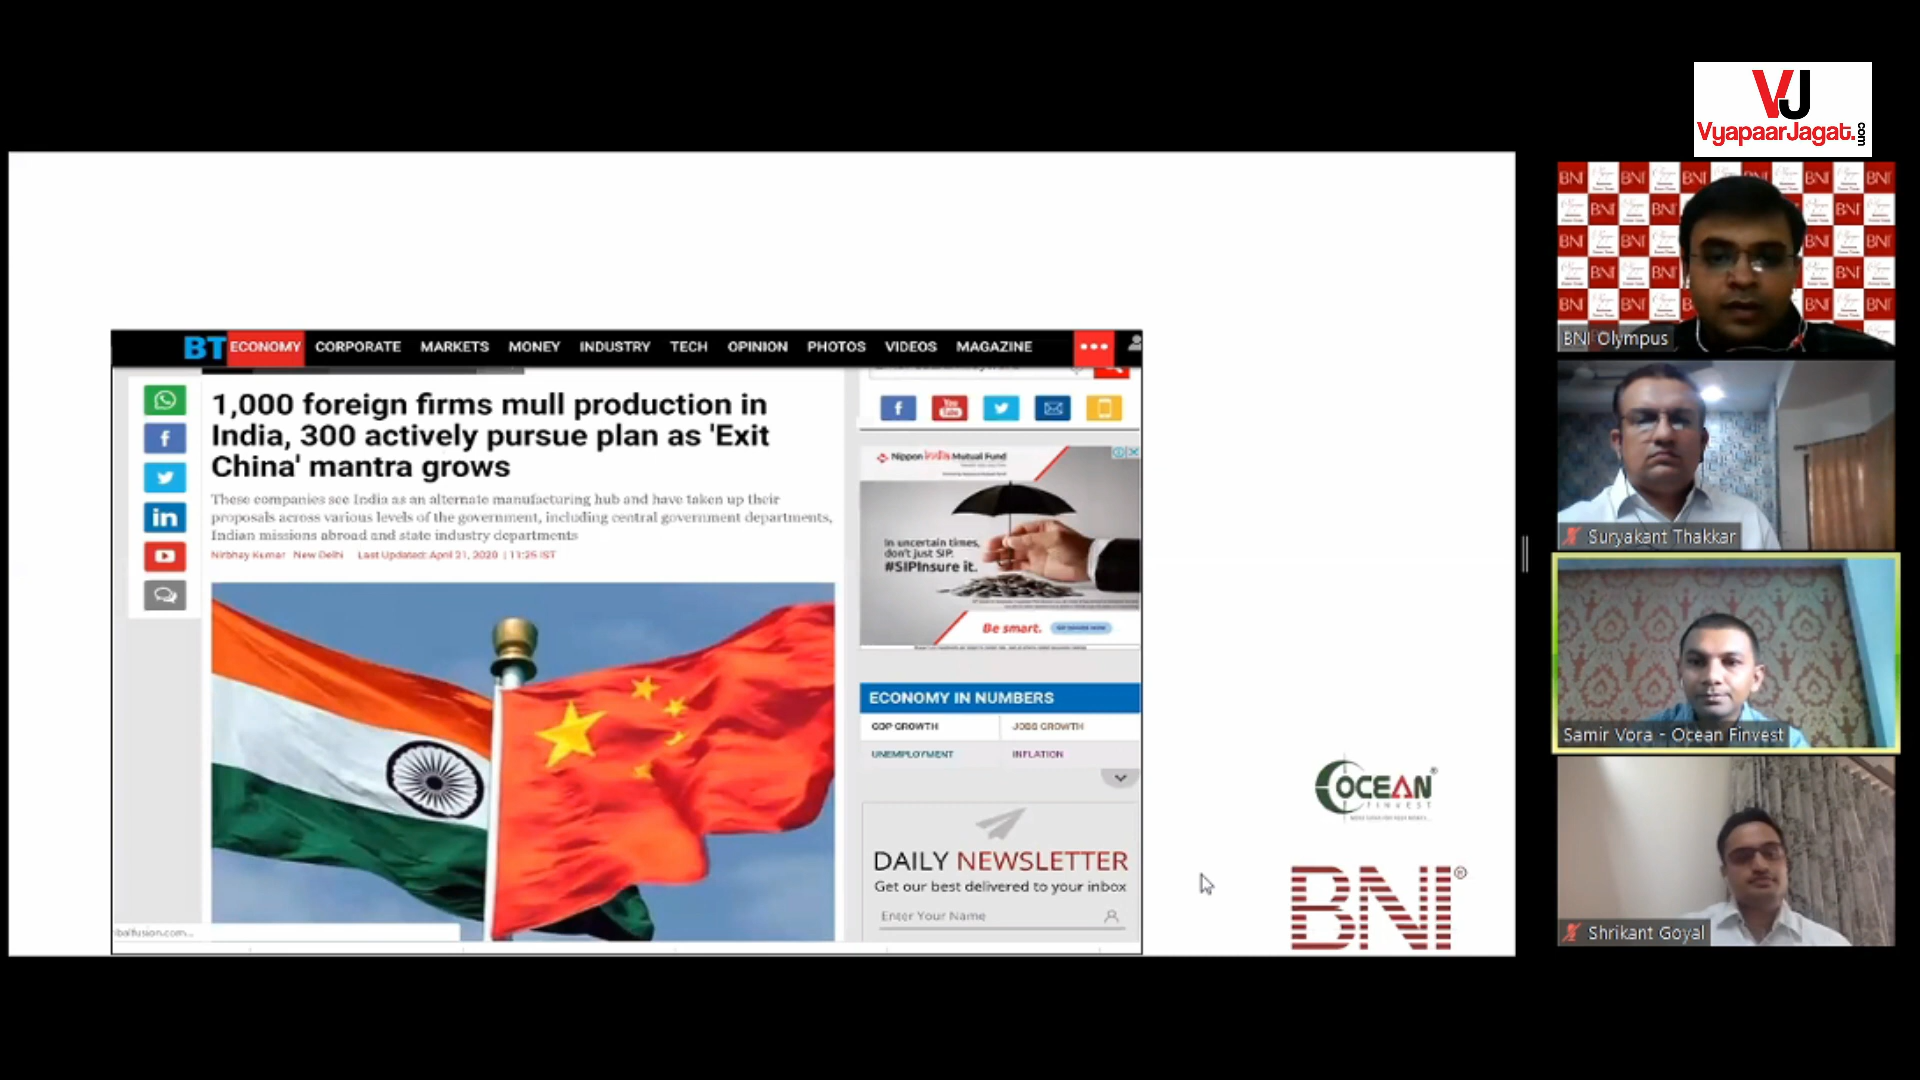 VJ
VyapaarJagat.com
BT ECONOMY CORPORATE MARKETS MONEY INDUSTRY TECH OPINION PHOTOS VIDEOS MAGAZINE
1,000 foreign firms mull production in
India, 300 actively pursue plan as 'Exit
China' mantra grows
These companies see India as an alternate manufacturing hub and have taken up their
proposals across various levels of the government, including central government departments,
Indian missions abroad and state industry departments
Nirbhay Kumar New Delhi Last Updated: April 21, 2020 | 11:25 IST
You
Tube
Nippon india Mutual Fund
In uncertain times,
don't just SIP.
#SIPInsure it.
Be smart.
ECONOMY IN NUMBERS
GDP GROWTH
JOBS GROWTH
UNEMPLOYMENT
INFLATION
DAILY NEWSLETTER
Get our best delivered to your inbox
Enter Your Name
ibalfusion.com...
OCEAN
FINVEST
BNI
BNI Olympus
Suryakant Thakkar
Samir Vora - Ocean Finvest
Shrikant Goyal